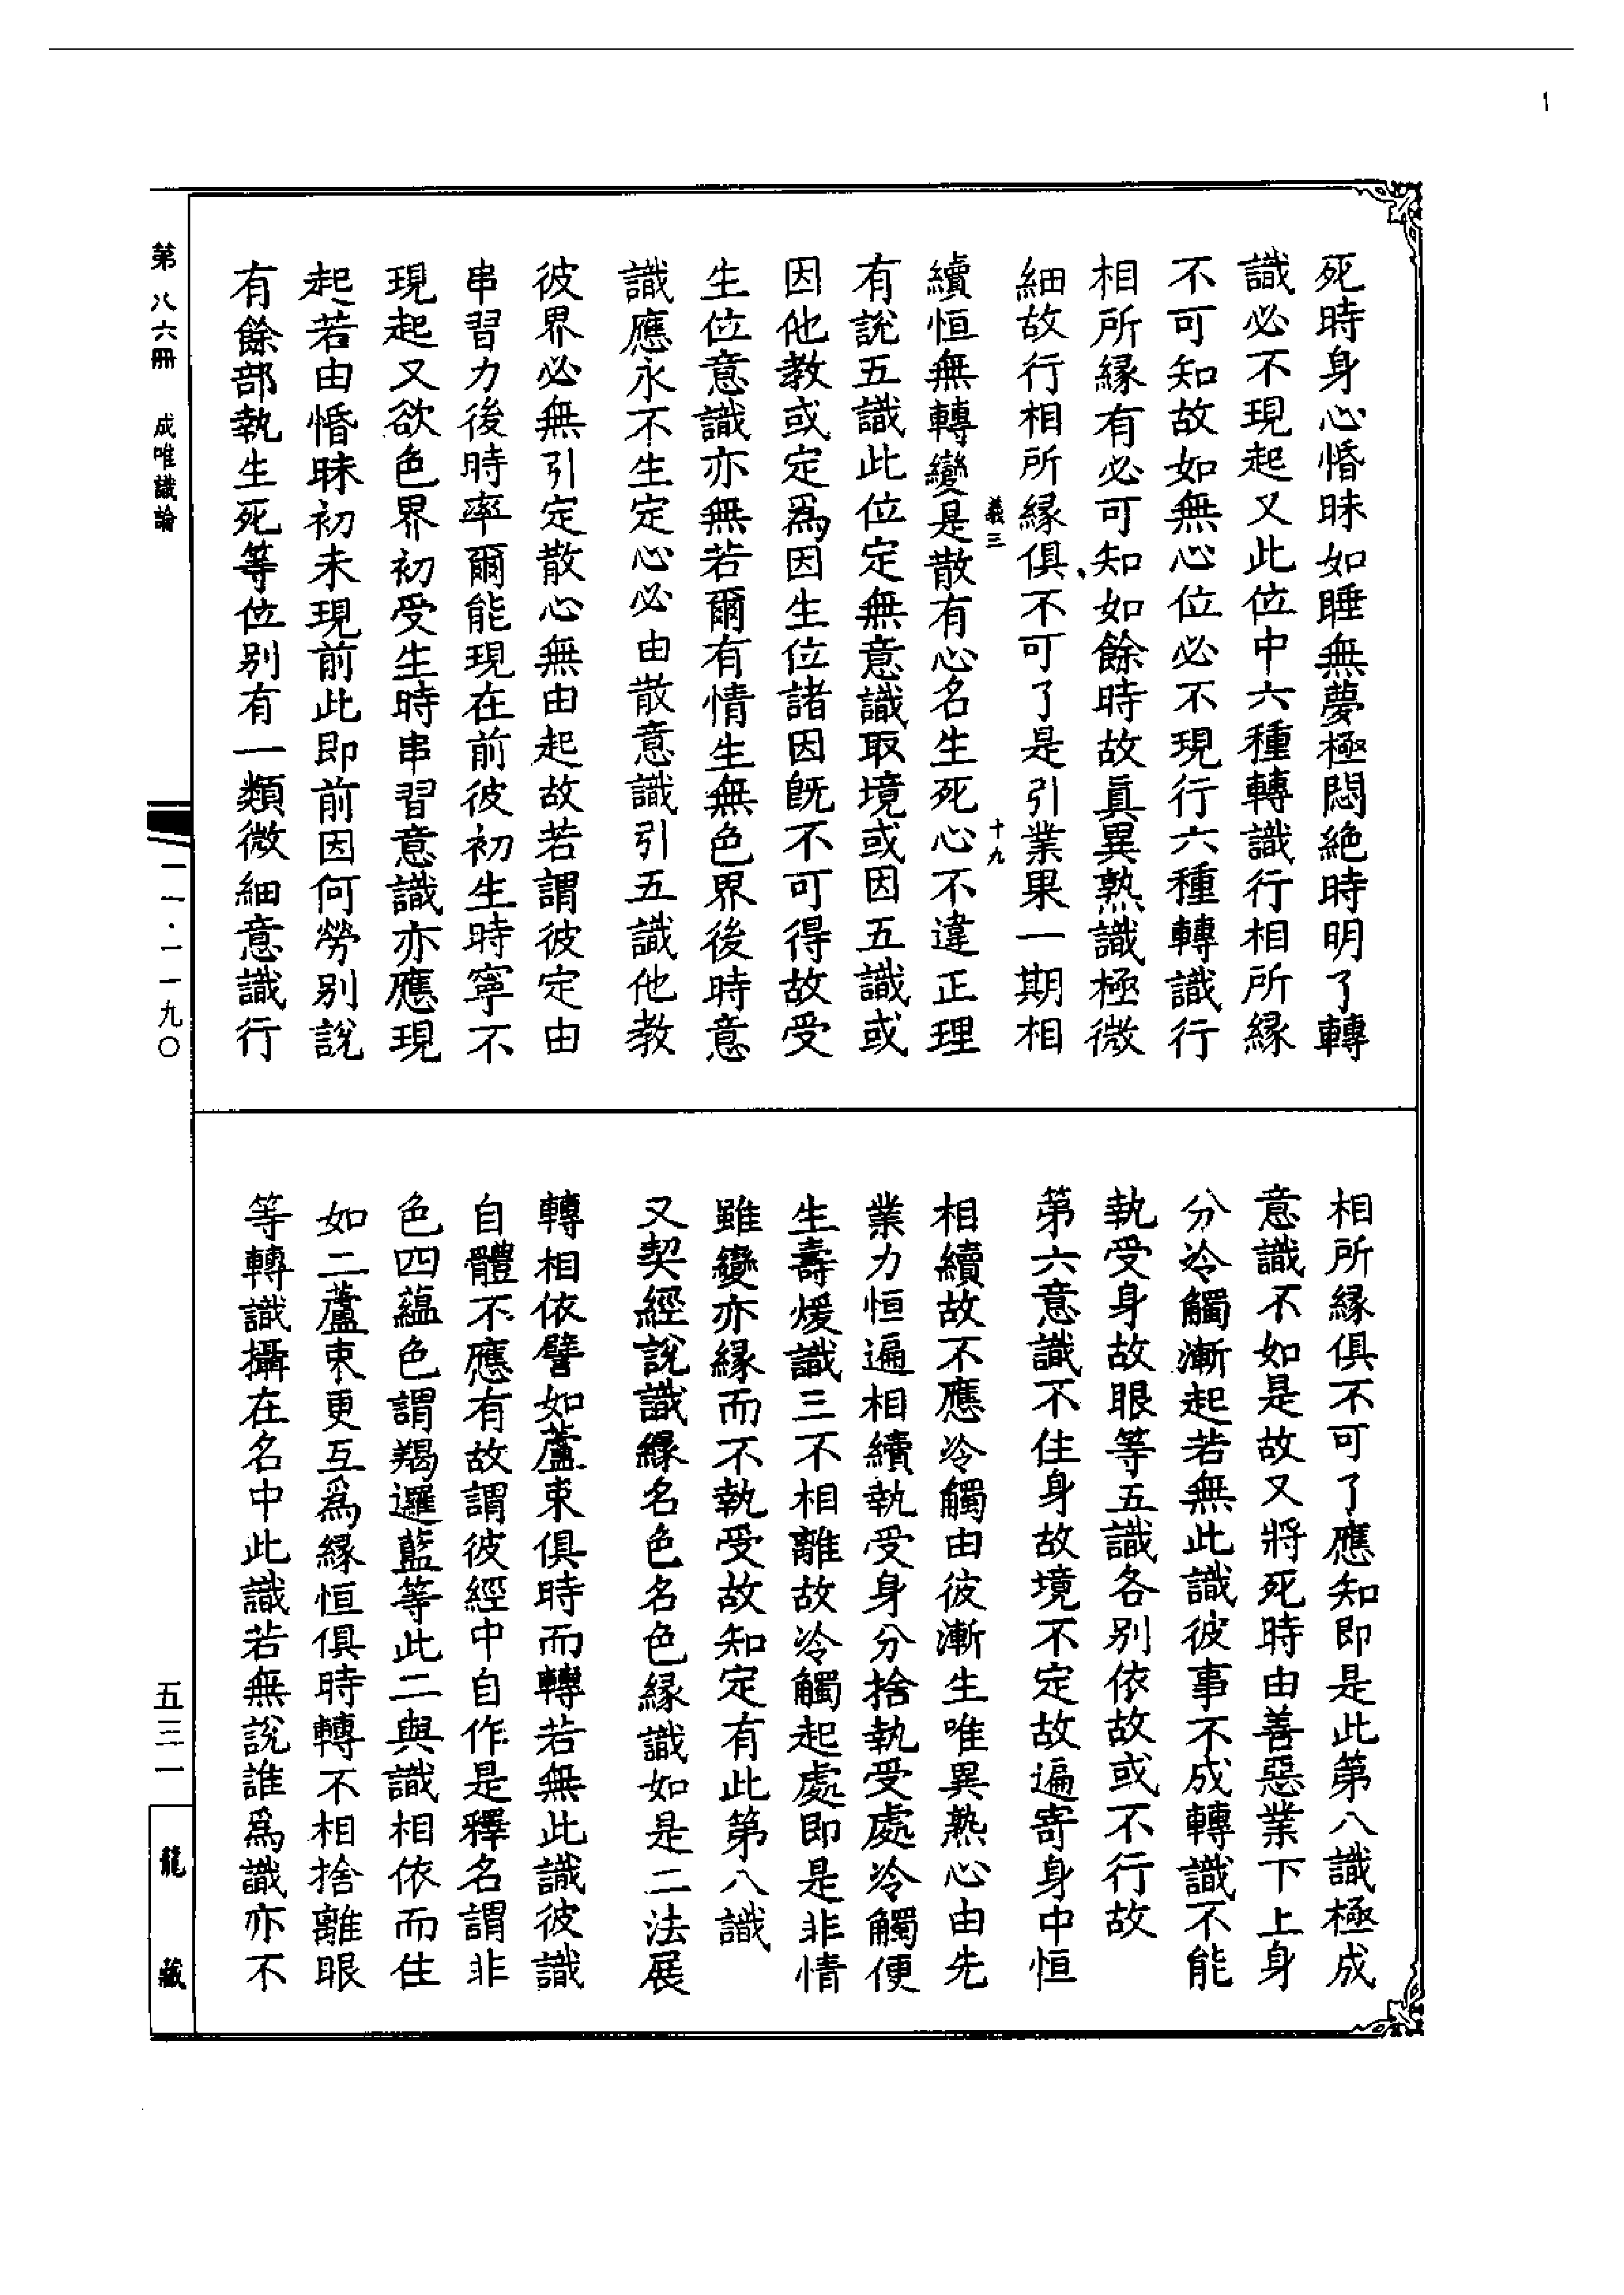 死時身心惛昧如睡無夢極悶絕時明了轉
識必不現起又此位中六種轉識行相所緣
不可知故如無心位必不現行六種轉識行
相所緣有必可知如餘時故眞異熟識極微
細故行相所緣俱不可了是引業果一期相
義三
十九
續恒無轉變是散有心名生死心不違正理
有說五識此位定無意識取境或因五識或
因他教或定爲因生位諸因旣不可得故受
生位意識亦無若爾有情生無色界後時意
識應永不生定心必由散意識引五識他教
彼界必無引定散心無由起故若謂彼定由
串習力後時率爾能現在前彼初生時寧不
現起又欲色界初受生時串習意識亦應現
起若由惛昧初未現前此即前因何勞別說
有餘部執生死等位別有一類微細意識行
相所緣俱不可了應知即是此第八識極成
意識不如是故又將死時由善惡業下上身
分冷觸漸起若無此識彼事不成轉識不能
執受身故眼等五識各別依故或不行故
第六意識不住身故境不定故遍寄身中恒
相續故不應冷觸由彼漸生唯異熟心由先
業力恒遍相續執受身分捨執受處冷觸便
生壽煖識三不相離故冷觸起處即是非情
雖變亦緣而不執受故知定有此第八識
又契經說識緣名色名色緣識如是二法展
轉相依譬如蘆束俱時而轉若無此識彼識
自體不應有故謂彼經中自作是釋名謂非
色四蘊色謂羯邏藍等此二與識相依而住
如二蘆束更互爲緣恒俱時轉不相捨離眼
等轉識攝在名中此識若無說誰爲識亦不
第八六冊 成唯識論
一一·一一九〇
五三一
龍藏